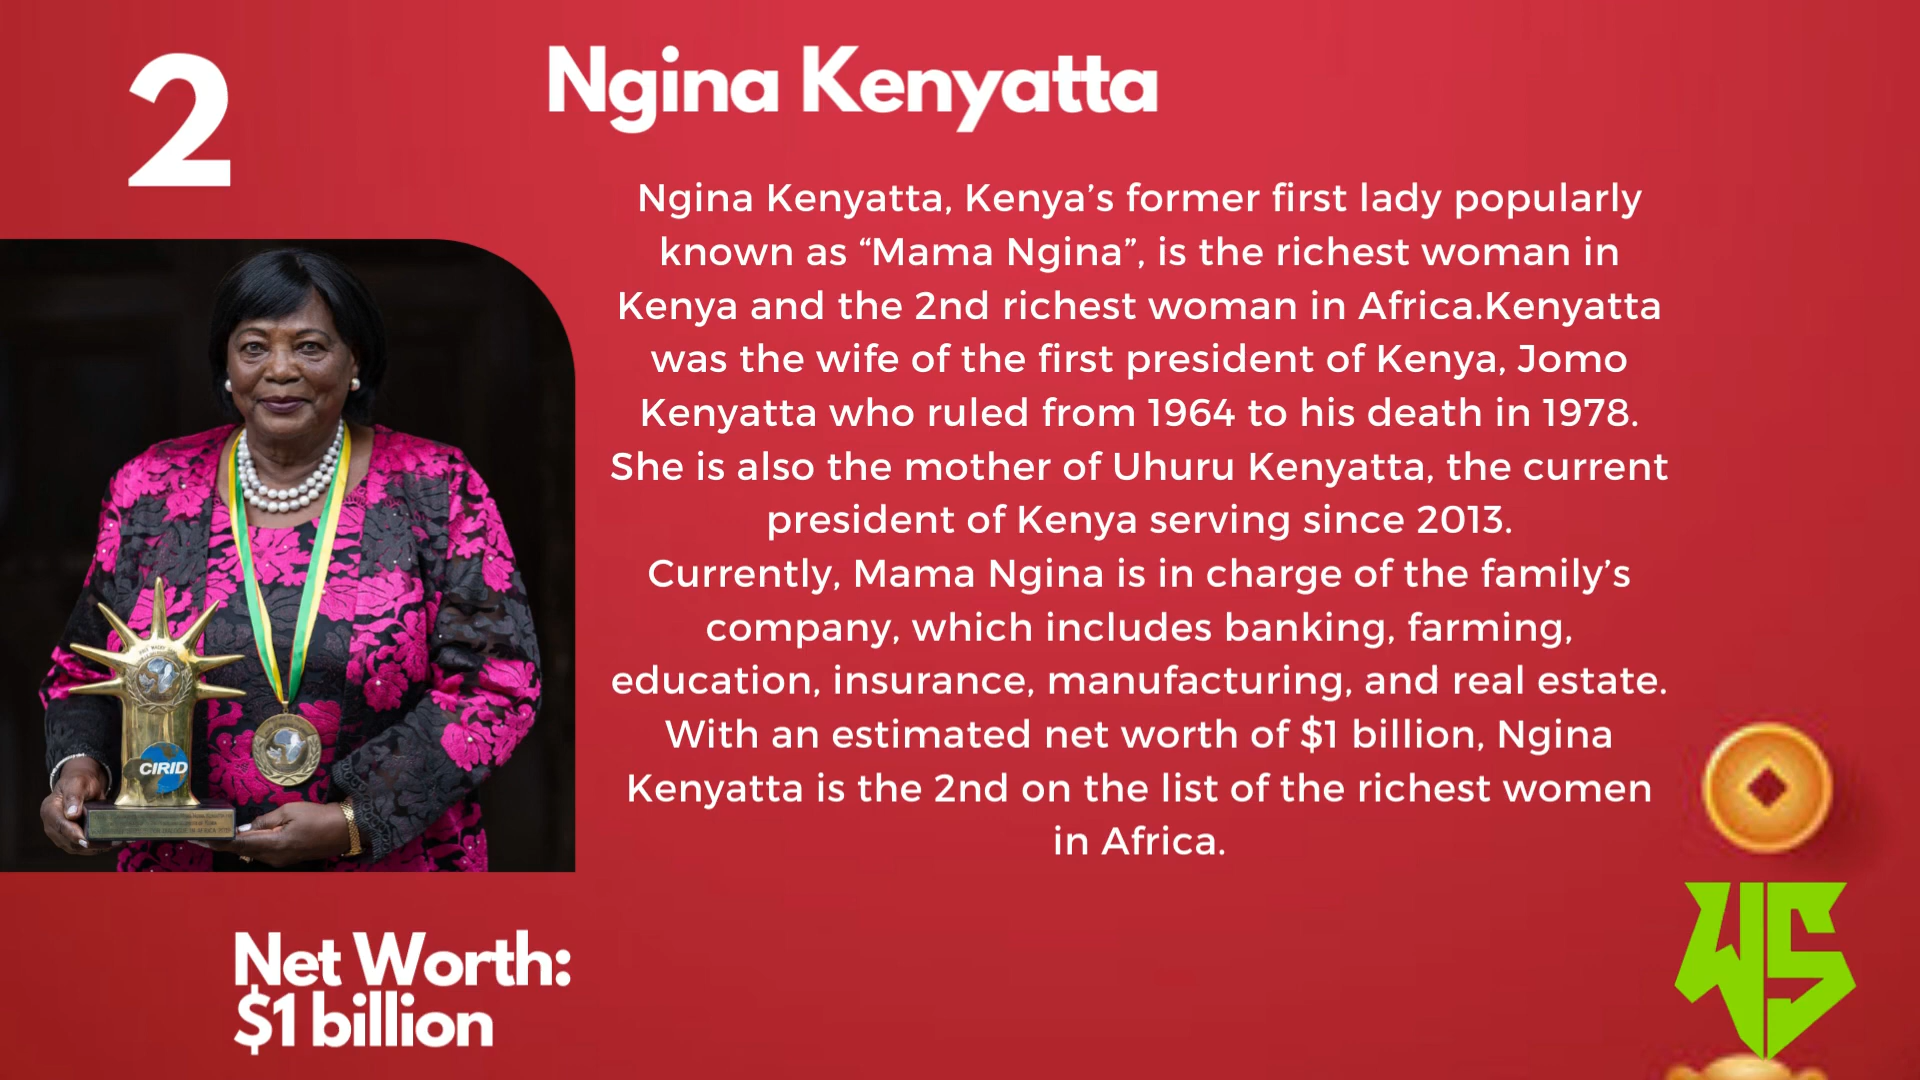 2
Ngina Kenyatta
Ngina Kenyatta, Kenya’s former first lady popularly
known as “Mama Ngina”, is the richest woman in
Kenya and the 2nd richest woman in Africa.Kenyatta
was the wife of the first president of Kenya, Jomo
Kenyatta who ruled from 1964 to his death in 1978.
She is also the mother of Uhuru Kenyatta, the current
president of Kenya serving since 2013.
Currently, Mama Ngina is in charge of the family’s
company, which includes banking, farming,
education, insurance, manufacturing, and real estate.
With an estimated net worth of $1 billion, Ngina
Kenyatta is the 2nd on the list of the richest women
in Africa.
CIRID
Net Worth:
$1 billion
WS